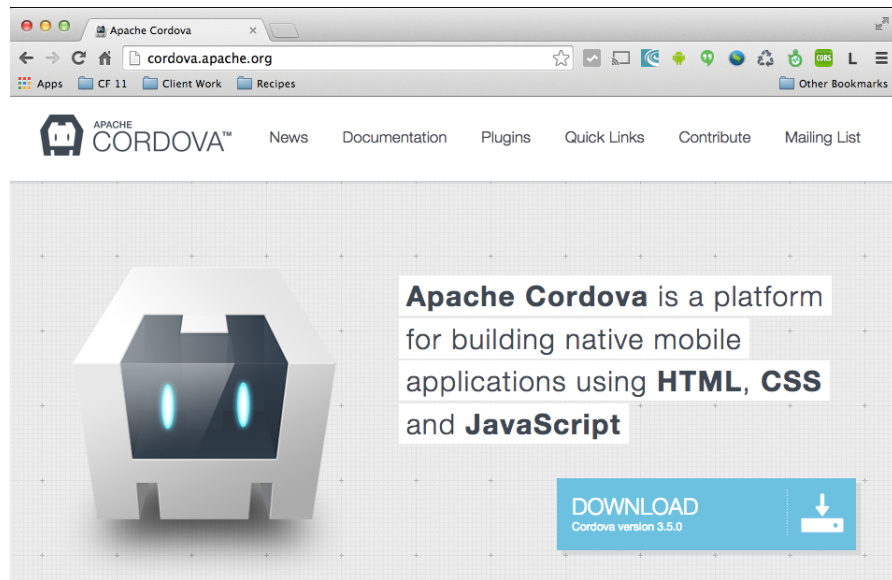 Apache Cordova
cordova.apache.org
CORS
L
Apps CF 11 Client Work Recipes Other Bookmarks
APACHE
CORDOVA™
News Documentation Plugins Quick Links Contribute Mailing List
Apache Cordova is a platform
for building native mobile
applications using HTML, CSS
and JavaScript
DOWNLOAD
Cordova version 3.5.0